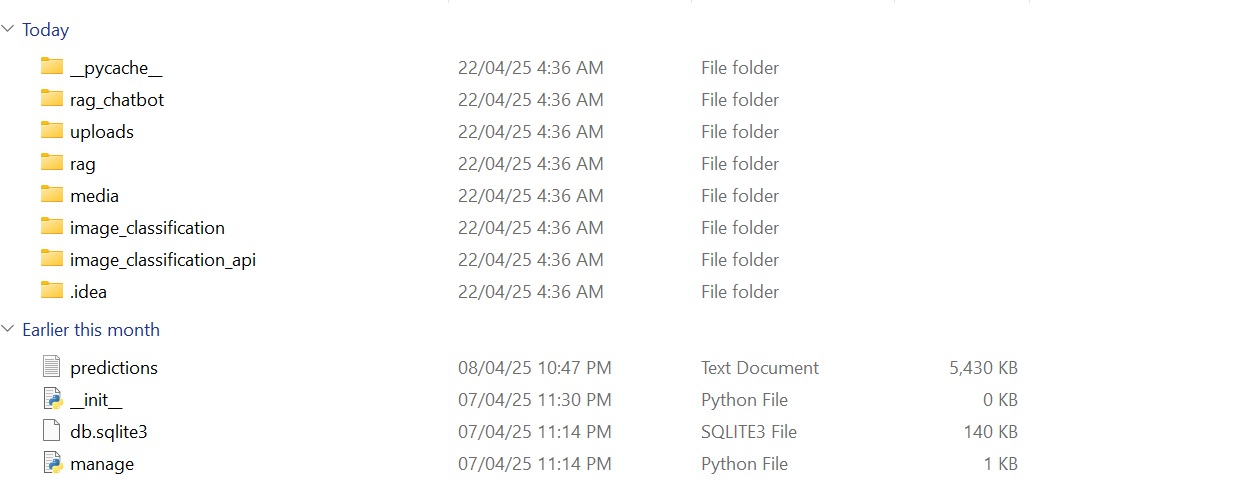 Today
__pycache__ 22/04/25 4:36 AM File folder
rag_chatbot 22/04/25 4:36 AM File folder
uploads 22/04/25 4:36 AM File folder
rag 22/04/25 4:36 AM File folder
media 22/04/25 4:36 AM File folder
image_classification 22/04/25 4:36 AM File folder
image_classification_api 22/04/25 4:36 AM File folder
.idea 22/04/25 4:36 AM File folder
Earlier this month
predictions 08/04/25 10:47 PM Text Document 5,430 KB
__init__ 07/04/25 11:30 PM Python File 0 KB
db.sqlite3 07/04/25 11:14 PM SQLITE3 File 140 KB
manage 07/04/25 11:14 PM Python File 1 KB